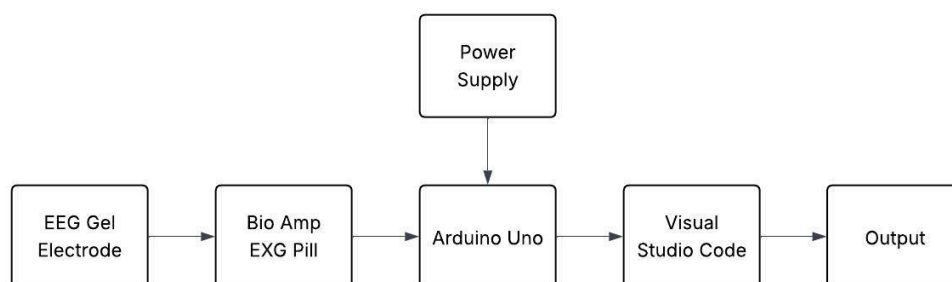 Power
Supply
EEG Gel
Electrode
Bio Amp
EXG Pill
Arduino Uno
Visual
Studio Code
Output